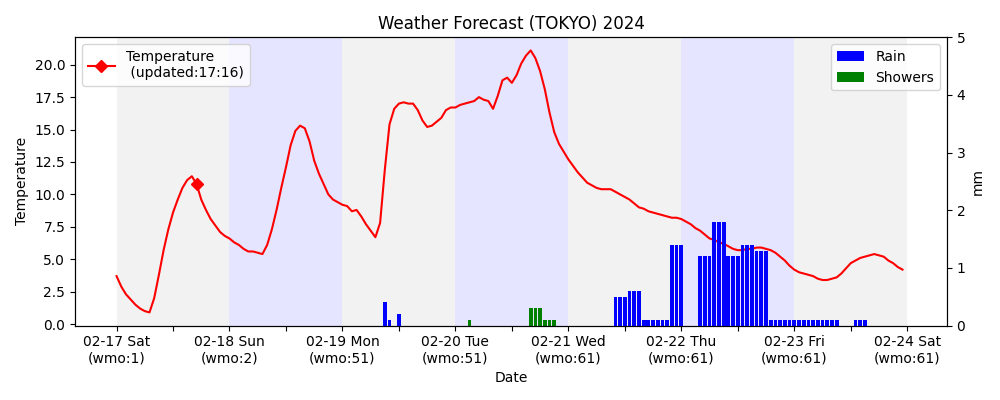 Weather Forecast (TOKYO) 2024
Temperature
(updated:17:16)
Rain
Showers
Temperature
20.0
17.5
15.0
12.5
10.0
7.5
5.0
2.5
0.0
5
4
3
2
1
0
mm
02-17 Sat
(wmo:1)
02-18 Sun
(wmo:2)
02-19 Mon
(wmo:51)
02-20 Tue
(wmo:51)
02-21 Wed
(wmo:61)
02-22 Thu
(wmo:61)
02-23 Fri
(wmo:61)
02-24 Sat
(wmo:61)
Date